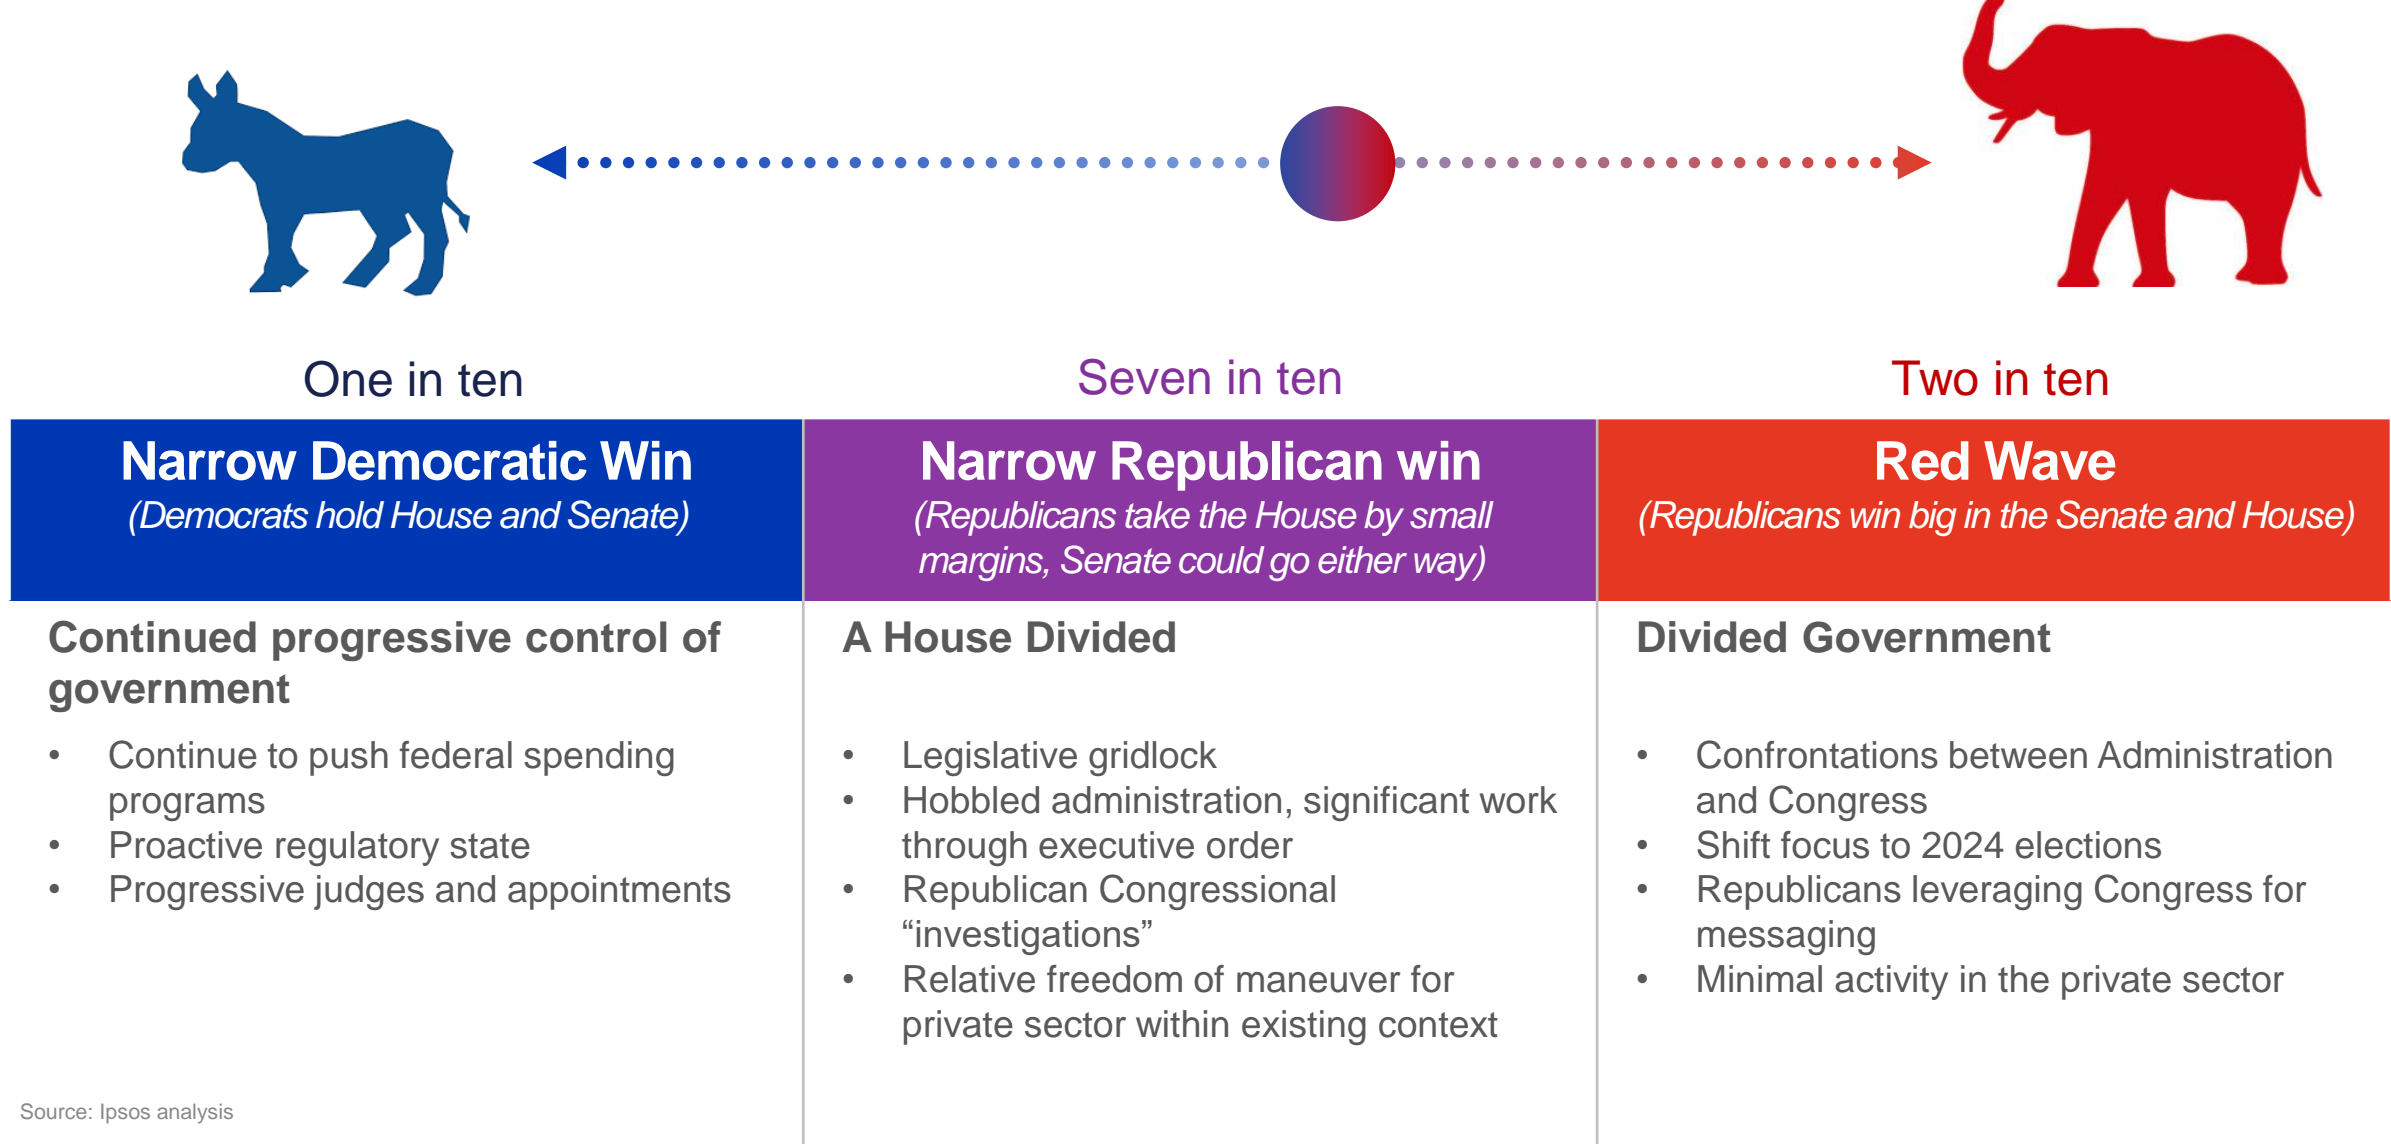 One in ten
Seven in ten
Two in ten
Narrow Democratic Win
(Democrats hold House and Senate)
Narrow Republican win
(Republicans take the House by small
margins, Senate could go either way)
Red Wave
(Republicans win big in the Senate and House)
Continued progressive control of
government
• Continue to push federal spending
programs
• Proactive regulatory state
• Progressive judges and appointments
A House Divided
• Legislative gridlock
• Hobbled administration, significant work
through executive order
• Republican Congressional
“investigations”
• Relative freedom of maneuver for
private sector within existing context
Divided Government
• Confrontations between Administration
and Congress
• Shift focus to 2024 elections
• Republicans leveraging Congress for
messaging
• Minimal activity in the private sector
Source: Ipsos analysis